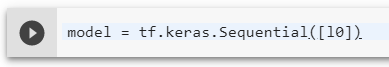 model = tf.keras.Sequential([l0])